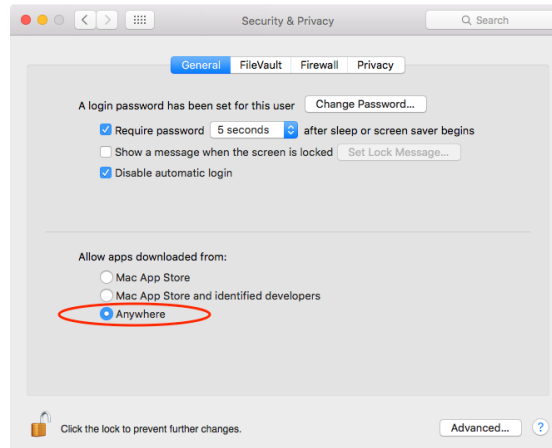 Security & Privacy
Search
General FileVault Firewall Privacy
A login password has been set for this user Change Password...
Require password 5 seconds after sleep or screen saver begins
Show a message when the screen is locked Set Lock Message...
Disable automatic login
Allow apps downloaded from:
Mac App Store
Mac App Store and identified developers
Anywhere
Click the lock to prevent further changes.
Advanced... ?